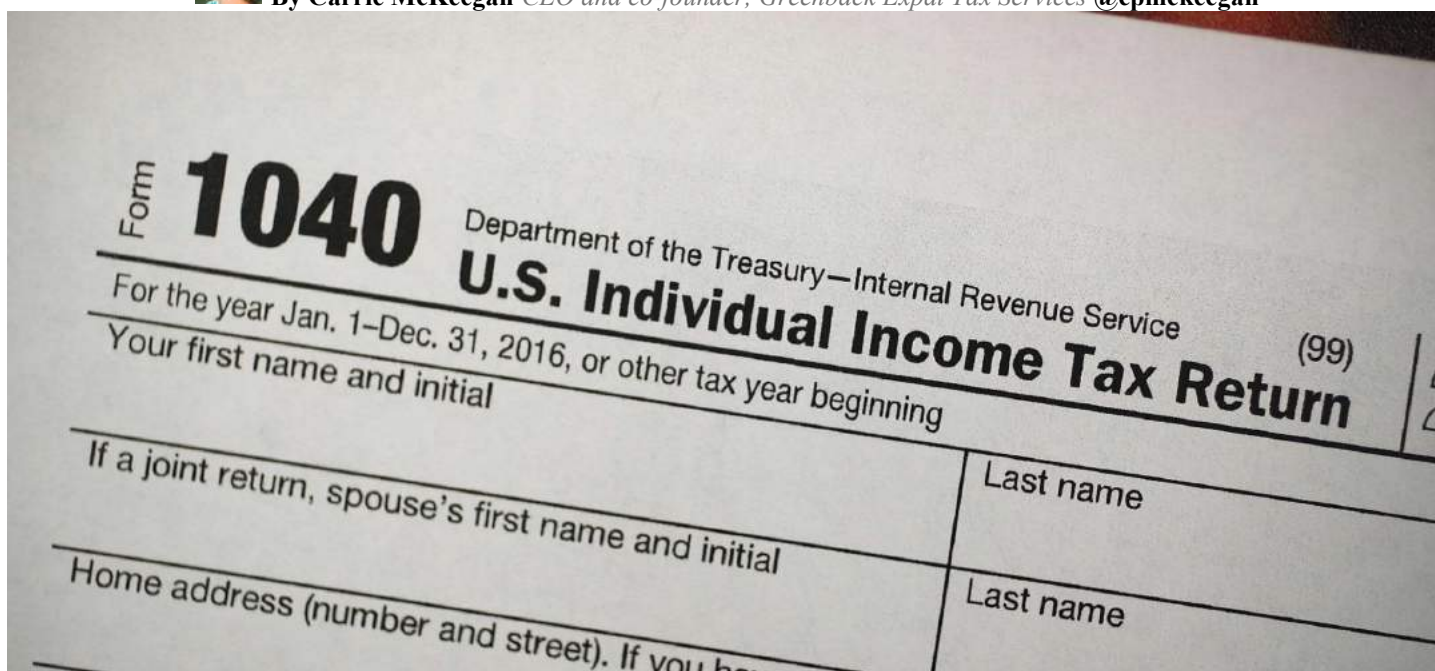 By Carrie McKeegan CEO and co-founder, Greenback Expat Tax Services @cpmckeegan
Form 1040
Department of the Treasury—Internal Revenue Service (99)
U.S. Individual Income Tax Return
For the year Jan. 1–Dec. 31, 2016, or other tax year beginning
Your first name and initial
Last name
If a joint return, spouse's first name and initial
Last name
Home address (number and street). If you